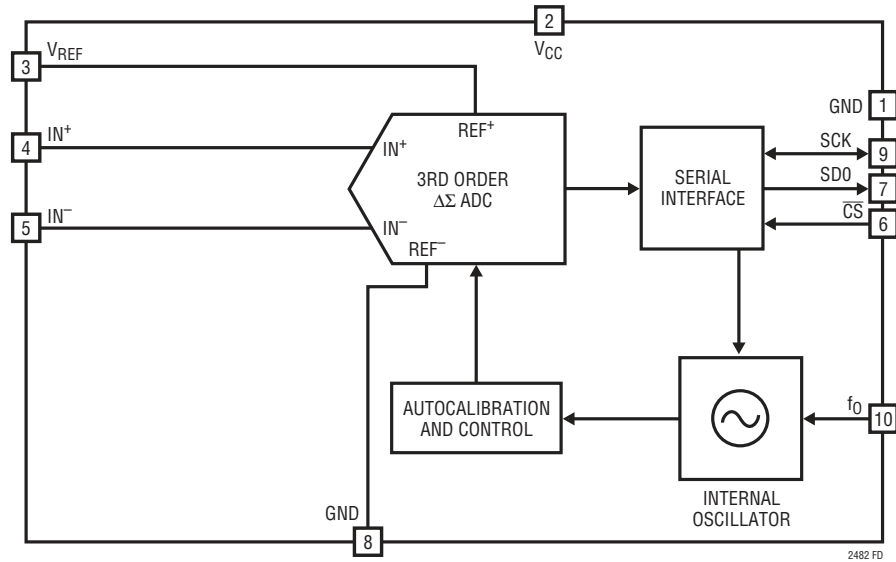 2
VCC
3
VREF
GND
1
4
IN+
REF+
IN+
3RD ORDER
ΔΣ ADC
SERIAL
INTERFACE
SCK
9
SD0
7
CS
6
5
IN–
IN–
REF–
AUTOCALIBRATION
AND CONTROL
fO
10
INTERNAL
OSCILLATOR
GND
8
2482 FD